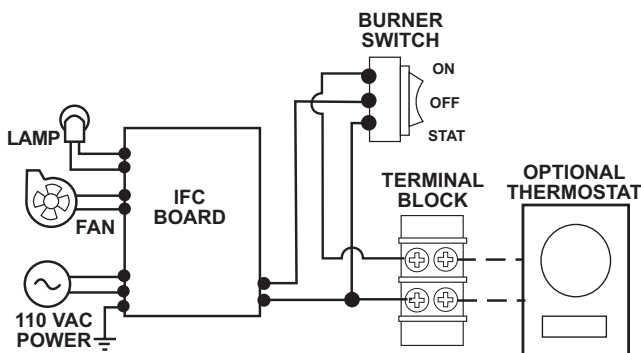 BURNER
SWITCH
ON
OFF
STAT
LAMP
FAN
IFC
BOARD
110 VAC
POWER
TERMINAL
BLOCK
OPTIONAL
THERMOSTAT